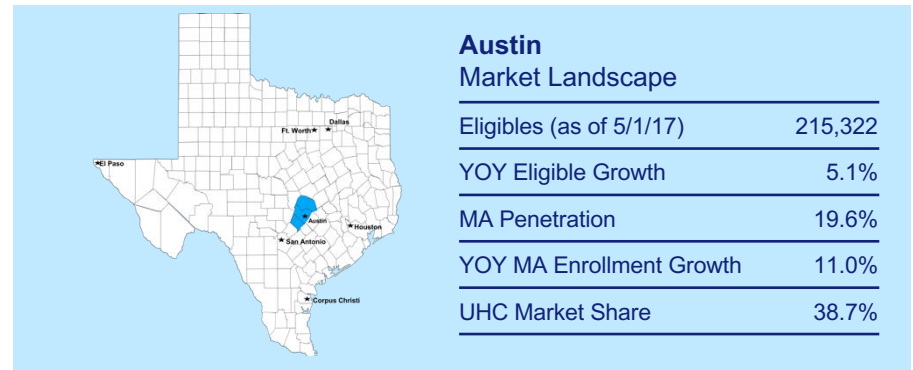 Austin
Market Landscape
Eligibles (as of 5/1/17) 215,322
YOY Eligible Growth 5.1%
MA Penetration 19.6%
YOY MA Enrollment Growth 11.0%
UHC Market Share 38.7%
Dallas
Ft. Worth
El Paso
Austin
Houston
San Antonio
Corpus Christi